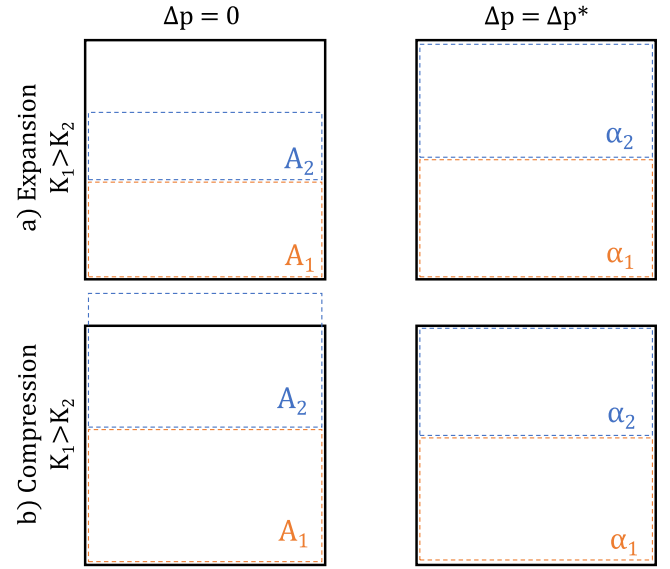 Δp = 0
Δp = Δp*
a) Expansion
K₁>K₂
A₂
α₂
A₁
α₁
b) Compression
K₁>K₂
A₂
α₂
A₁
α₁